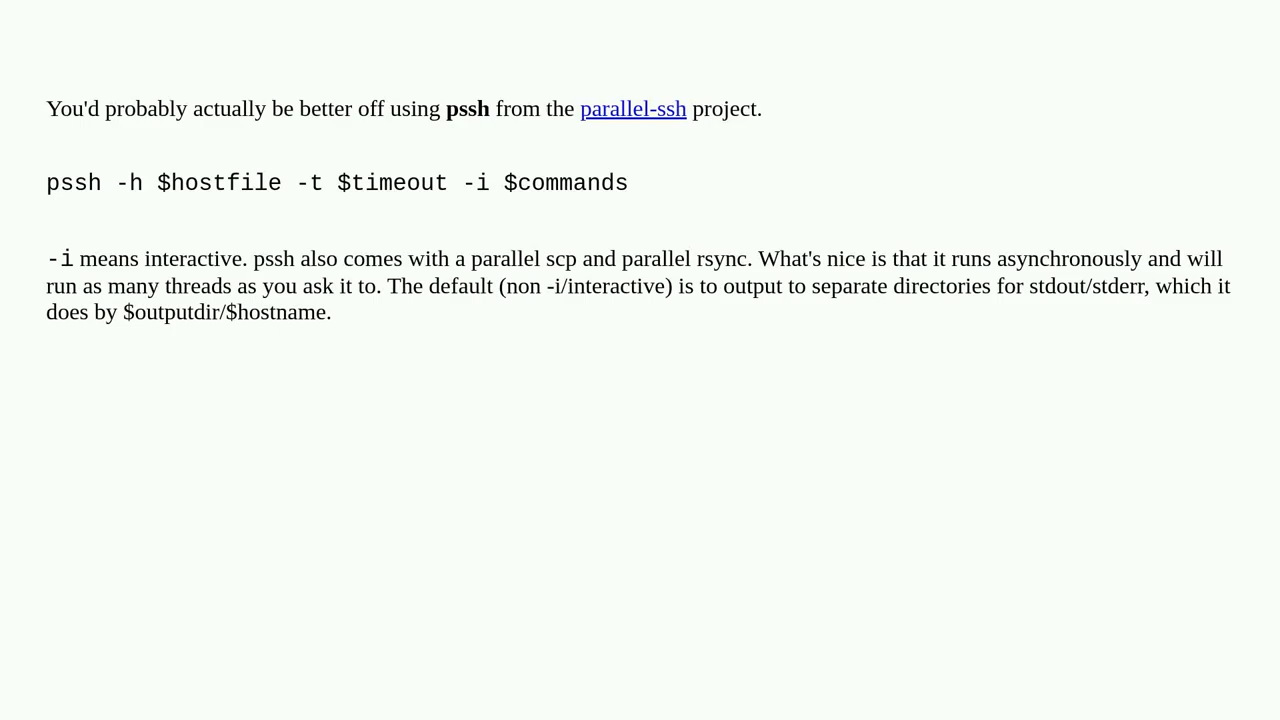 You'd probably actually be better off using pssh from the parallel-ssh project.
pssh -h $hostfile -t $timeout -i $commands
-i means interactive. pssh also comes with a parallel scp and parallel rsync. What's nice is that it runs asynchronously and will
run as many threads as you ask it to. The default (non -i/interactive) is to output to separate directories for stdout/stderr, which it
does by $outputdir/$hostname.